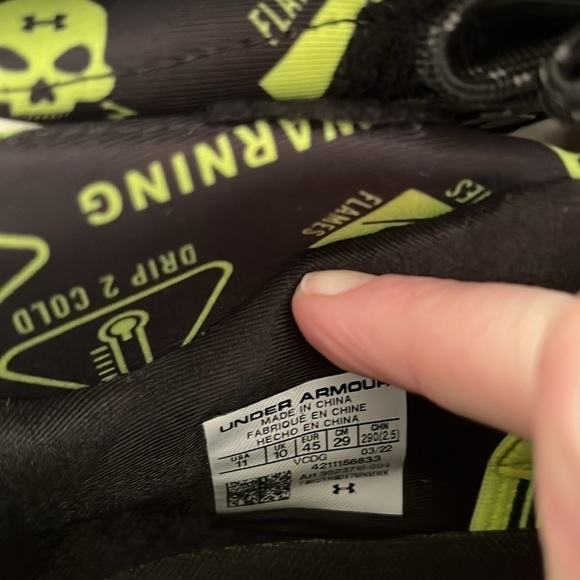 FLA
WARNING
FLAMES
DRIP 2 COLD
UNDER ARMOUR
MADE IN CHINA
FABRIQUÉ EN CHINE
HECHO EN CHINA
USA UK EUR CM CHN
11 10 45 29 290(2.5)
VCDG 03/22
4211156833